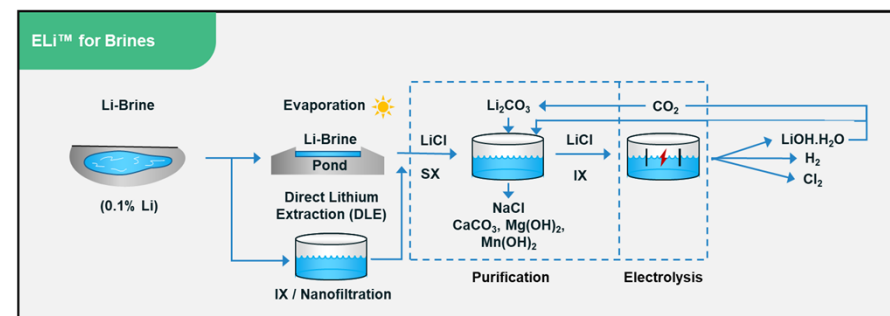 ELi™ for Brines
Li-Brine
(0.1% Li)
Evaporation
Li-Brine
Pond
Direct Lithium
Extraction (DLE)
IX / Nanofiltration
LiCl
SX
Li₂CO₃
NaCl
CaCO₃, Mg(OH)₂,
Mn(OH)₂
Purification
LiCl
IX
CO₂
Electrolysis
LiOH.H₂O
H₂
Cl₂